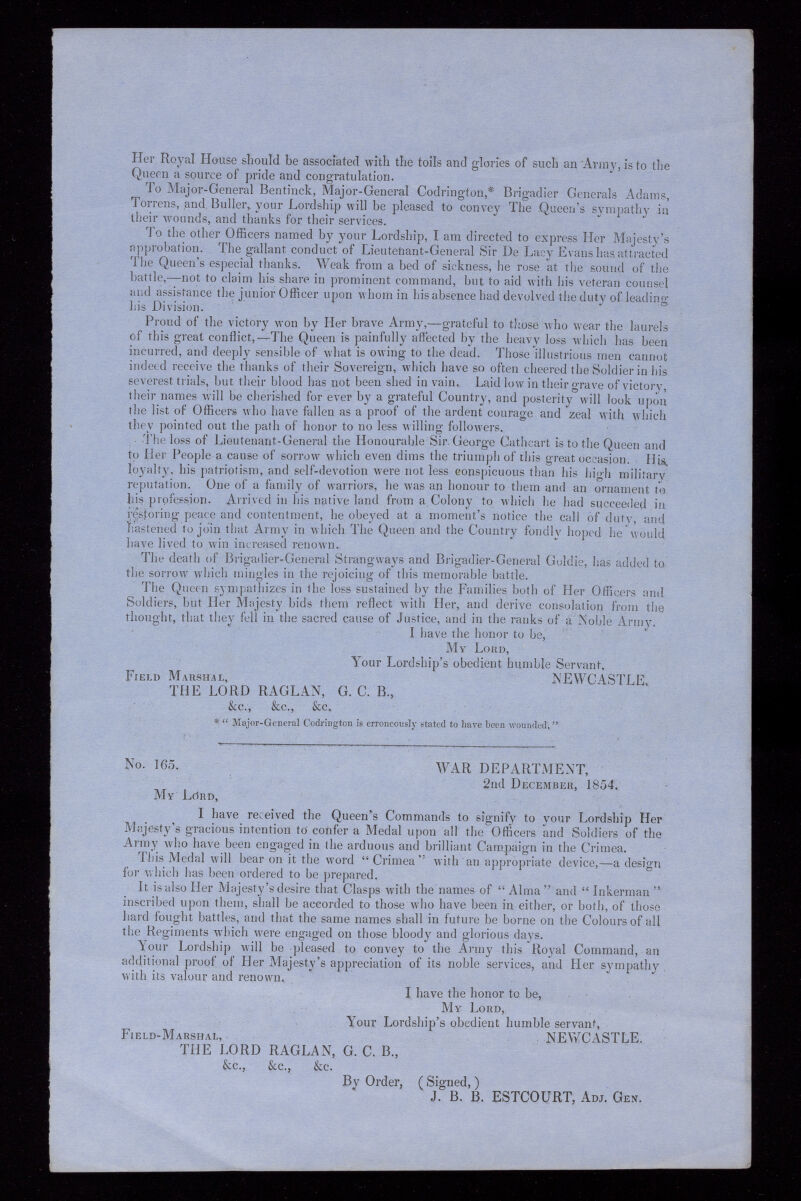 Her Royal House should be associated with the toils and glories of such an Army, is to the
Queen a source of pride and congratulation.
To Major-General Bentinck, Major-General Codrington,* Brigadier Generals Adams,
Torrens, and Buller, your Lordship will be pleased to convey The Queen's sympathy in
their wounds, and thanks for their services.
To the other Officers named by your Lordship, I am directed to express Her Majesty's
approbation. The gallant conduct of Lieutenant-General Sir De Lacy Evans has attracted
The Queen's especial thanks. Weak from a bed of sickness, he rose at the sound of the
battle,—not to claim his share in prominent command, but to aid with his veteran counsel
and assistance the junior Officer upon whom in his absence had devolved the duty of leading
his Division.
Proud of the victory won by Her brave Army,—grateful to those who wear the laurels
of this great conflict,—The Queen is painfully affected by the heavy loss which has been
incurred, and deeply sensible of what is owing to the dead. Those illustrious men cannot
indeed receive the thanks of their Sovereign, which have so often cheered the Soldier in his
severest trials, but their blood has not been shed in vain. Laid low in their grave of victory,
their names will be cherished for ever by a grateful Country, and posterity will look upon
the list of Officers who have fallen as a proof of the ardent courage and zeal with which
they pointed out the path of honor to no less willing followers.
The loss of Lieutenant-General the Honourable Sir George Cathcart is to the Queen and
to Her People a cause of sorrow which even dims the triumph of this great occasion. His
loyalty, his patriotism, and self-devotion were not less conspicuous than his high military
reputation. One of a family of warriors, he was an honour to them and an ornament to
his profession. Arrived in his native land from a Colony to which he had succeeded in
restoring peace and contentment, he obeyed at a moment's notice the call of duty, and
hastened to join that Army in which The Queen and the Country fondly hoped he would
have lived to win increased renown.
The death of Brigadier-General Strangways and Brigadier-General Goldie, has added to
the sorrow which mingles in the rejoicing of this memorable battle.
The Queen sympathizes in the loss sustained by the Families both of Her Officers and
Soldiers, but Her Majesty bids them reflect with Her, and derive consolation from the
thought, that they fell in the sacred cause of Justice, and in the ranks of a Noble Army.
I have the honor to be,
My Lord,
Your Lordship's obedient humble Servant,
NEWCASTLE.
Field Marshal,
THE LORD RAGLAN, G. C. B.,
&c., &c., &c.
* " Major-General Codrington is erroneously stated to have been wounded."
No. 165.
WAR DEPARTMENT,
2nd December, 1854.
My Lord,
I have received the Queen's Commands to signify to your Lordship Her
Majesty's gracious intention to confer a Medal upon all the Officers and Soldiers of the
Army who have been engaged in the arduous and brilliant Campaign in the Crimea.
This Medal will bear on it the word " Crimea " with an appropriate device,—a design
for which has been ordered to be prepared.
It is also Her Majesty's desire that Clasps with the names of " Alma " and " Inkerman "
inscribed upon them, shall be accorded to those who have been in either, or both, of those
hard fought battles, and that the same names shall in future be borne on the Colours of all
the Regiments which were engaged on those bloody and glorious days.
Your Lordship will be pleased to convey to the Army this Royal Command, an
additional proof of Her Majesty's appreciation of its noble services, and Her sympathy
with its valour and renown.
I have the honor to be,
My Lord,
Your Lordship's obedient humble servant,
NEWCASTLE.
Field-Marshal,
THE LORD RAGLAN, G. C. B.,
&c., &c., &c.
By Order, (Signed,)
J. B. B. ESTCOURT, Adj. Gen.